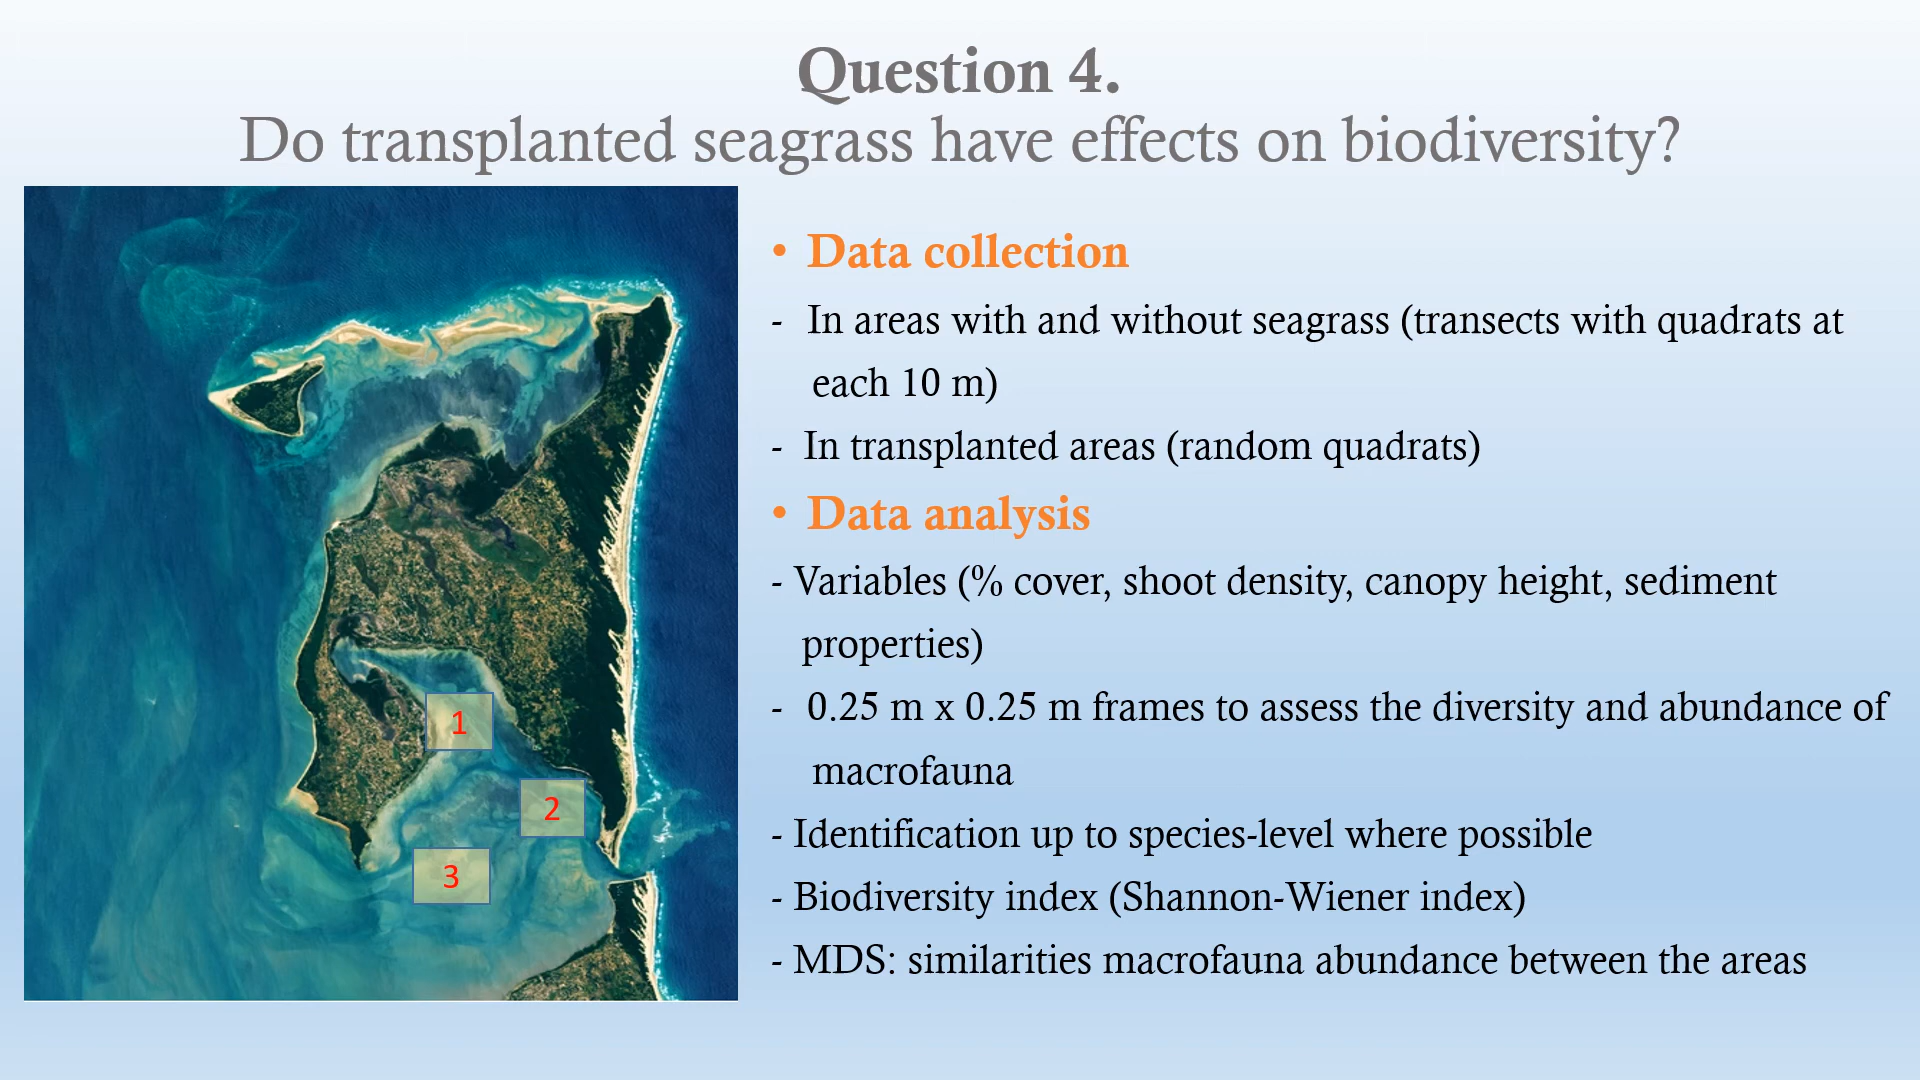 Question 4.
Do transplanted seagrass have effects on biodiversity?
• Data collection
- In areas with and without seagrass (transects with quadrats at
each 10 m)
- In transplanted areas (random quadrats)
• Data analysis
- Variables (% cover, shoot density, canopy height, sediment
properties)
- 0.25 m x 0.25 m frames to assess the diversity and abundance of
macrofauna
- Identification up to species-level where possible
- Biodiversity index (Shannon-Wiener index)
- MDS: similarities macrofauna abundance between the areas
1
2
3